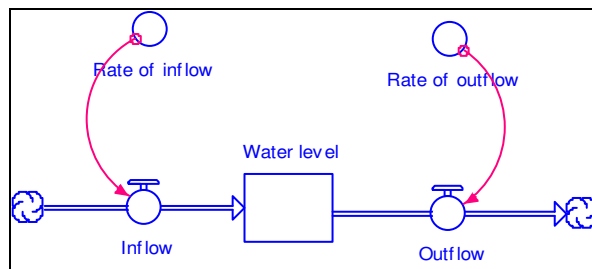 Rate of inflow
Rate of outflow
Water level
Inflow
Outflow